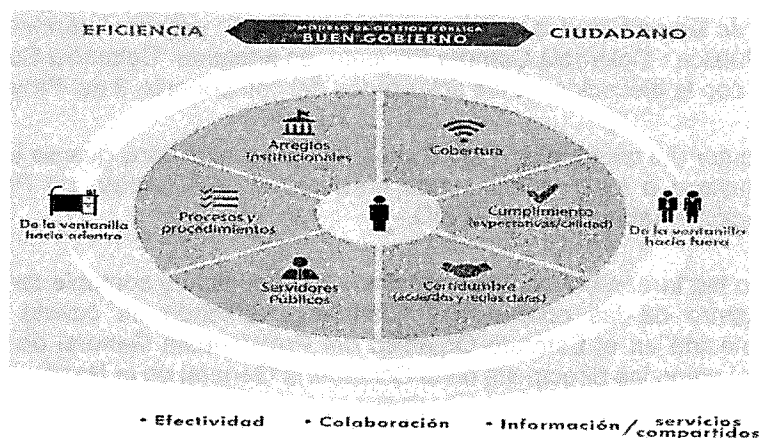 EFICIENCIA
MODELO DE GESTIÓN PÚBLICA
BUEN GOBIERNO
CIUDADANO
Arreglos
Institucionales
Cobertura
De la ventanilla
hacia adentro
Procesos y
procedimientos
Cumplimiento
(expectativas/calidad)
De la ventanilla
hacia fuera
Servidores
Públicos
Certidumbre
(acuerdos y reglas claras)
• Efectividad • Colaboración • Información/servicios
compartidos